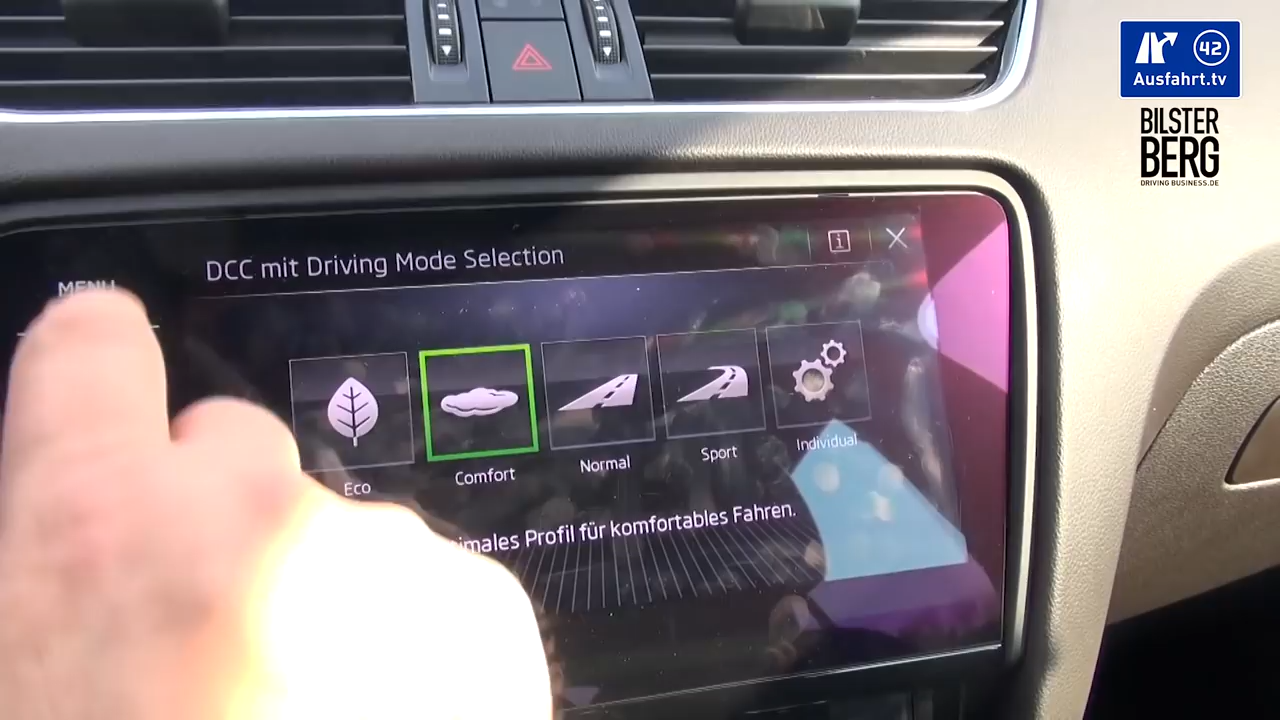 42
Ausfahrt.tv
BILSTER
BERG
DRIVING BUSINESS.DE
DCC mit Driving Mode Selection
MENU
Eco
Comfort
Normal
Sport
Individual
Profil für komfortables Fahren.